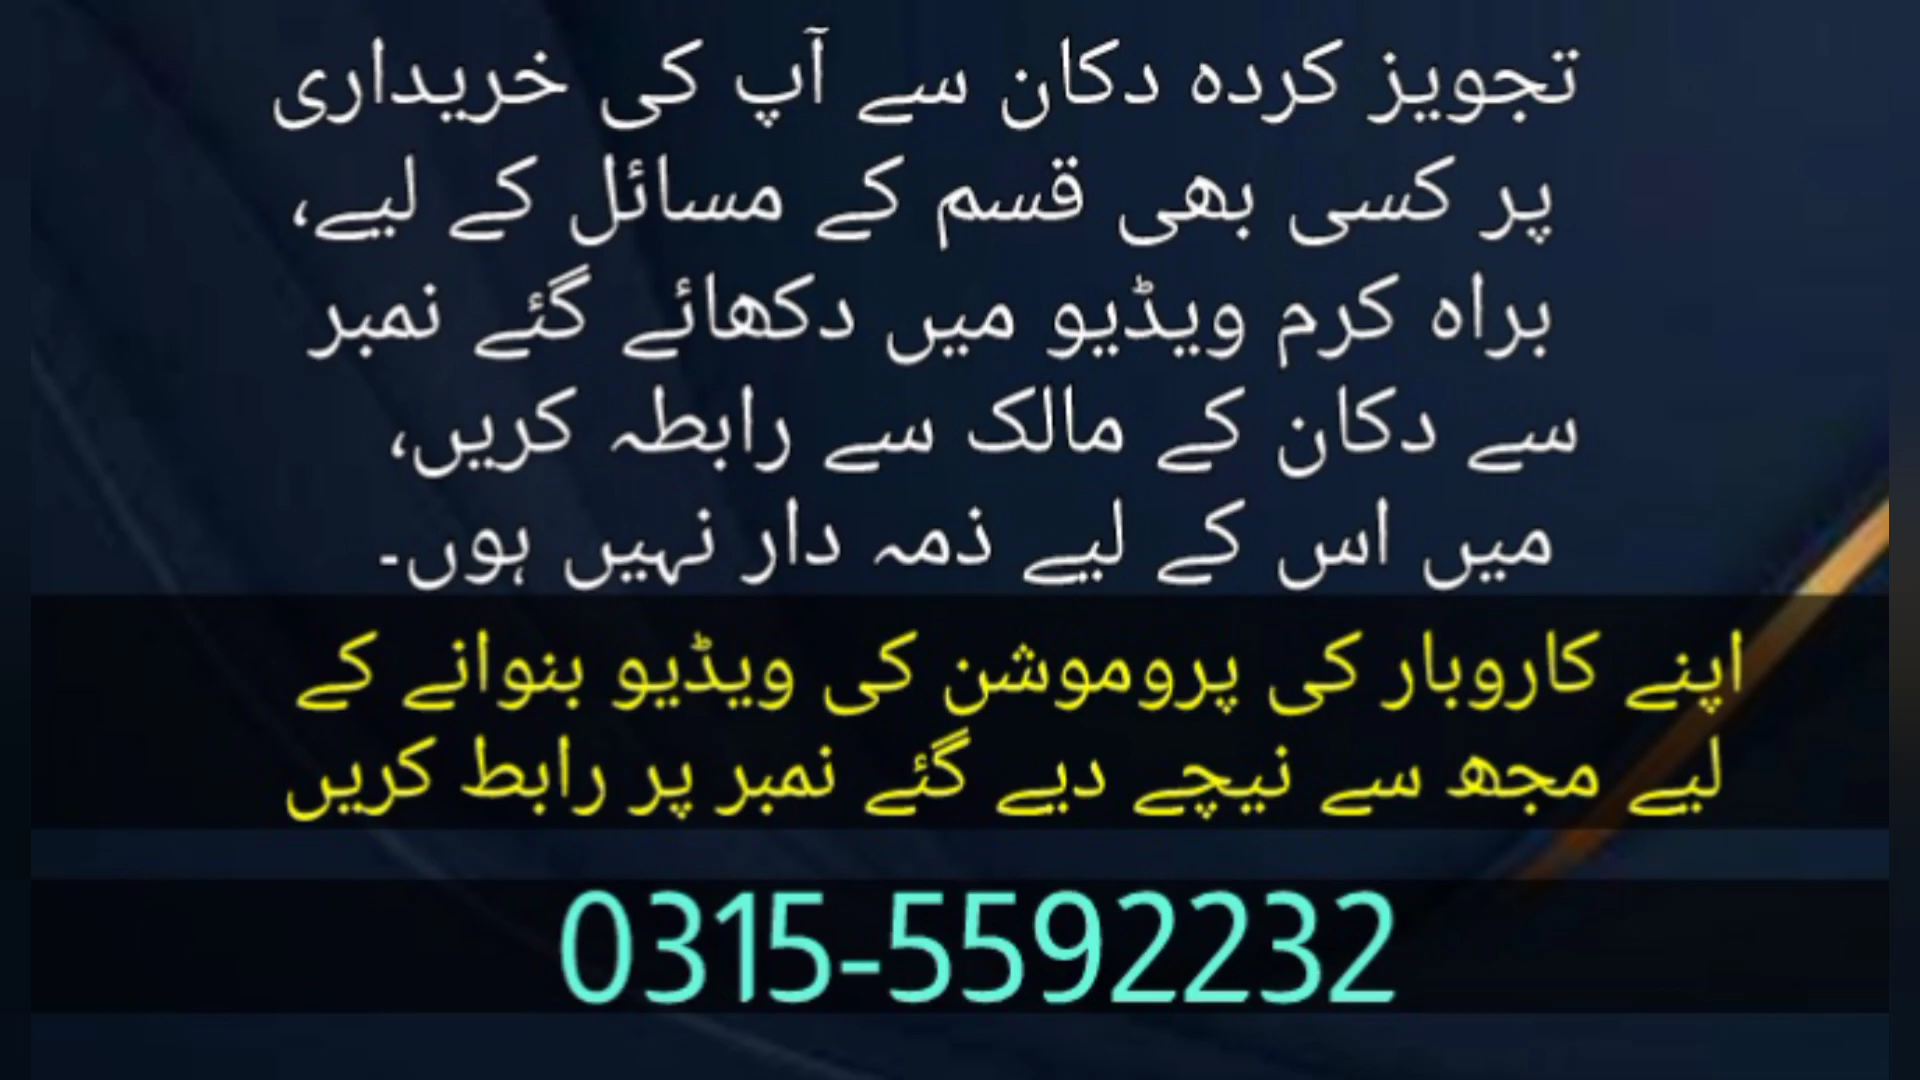 تجویز کردہ دکان سے آپ کی خریداری
پر کسی بھی قسم کے مسائل کے لیے،
براہ کرم ویڈیو میں دکھائے گئے نمبر
سے دکان کے مالک سے رابطہ کریں،
میں اس کے لیے ذمہ دار نہیں ہوں۔
اپنے کاروبار کی پروموشن کی ویڈیو بنوانے کے
لیے مجھ سے نیچے دیے گئے نمبر پر رابط کریں
0315-5592232